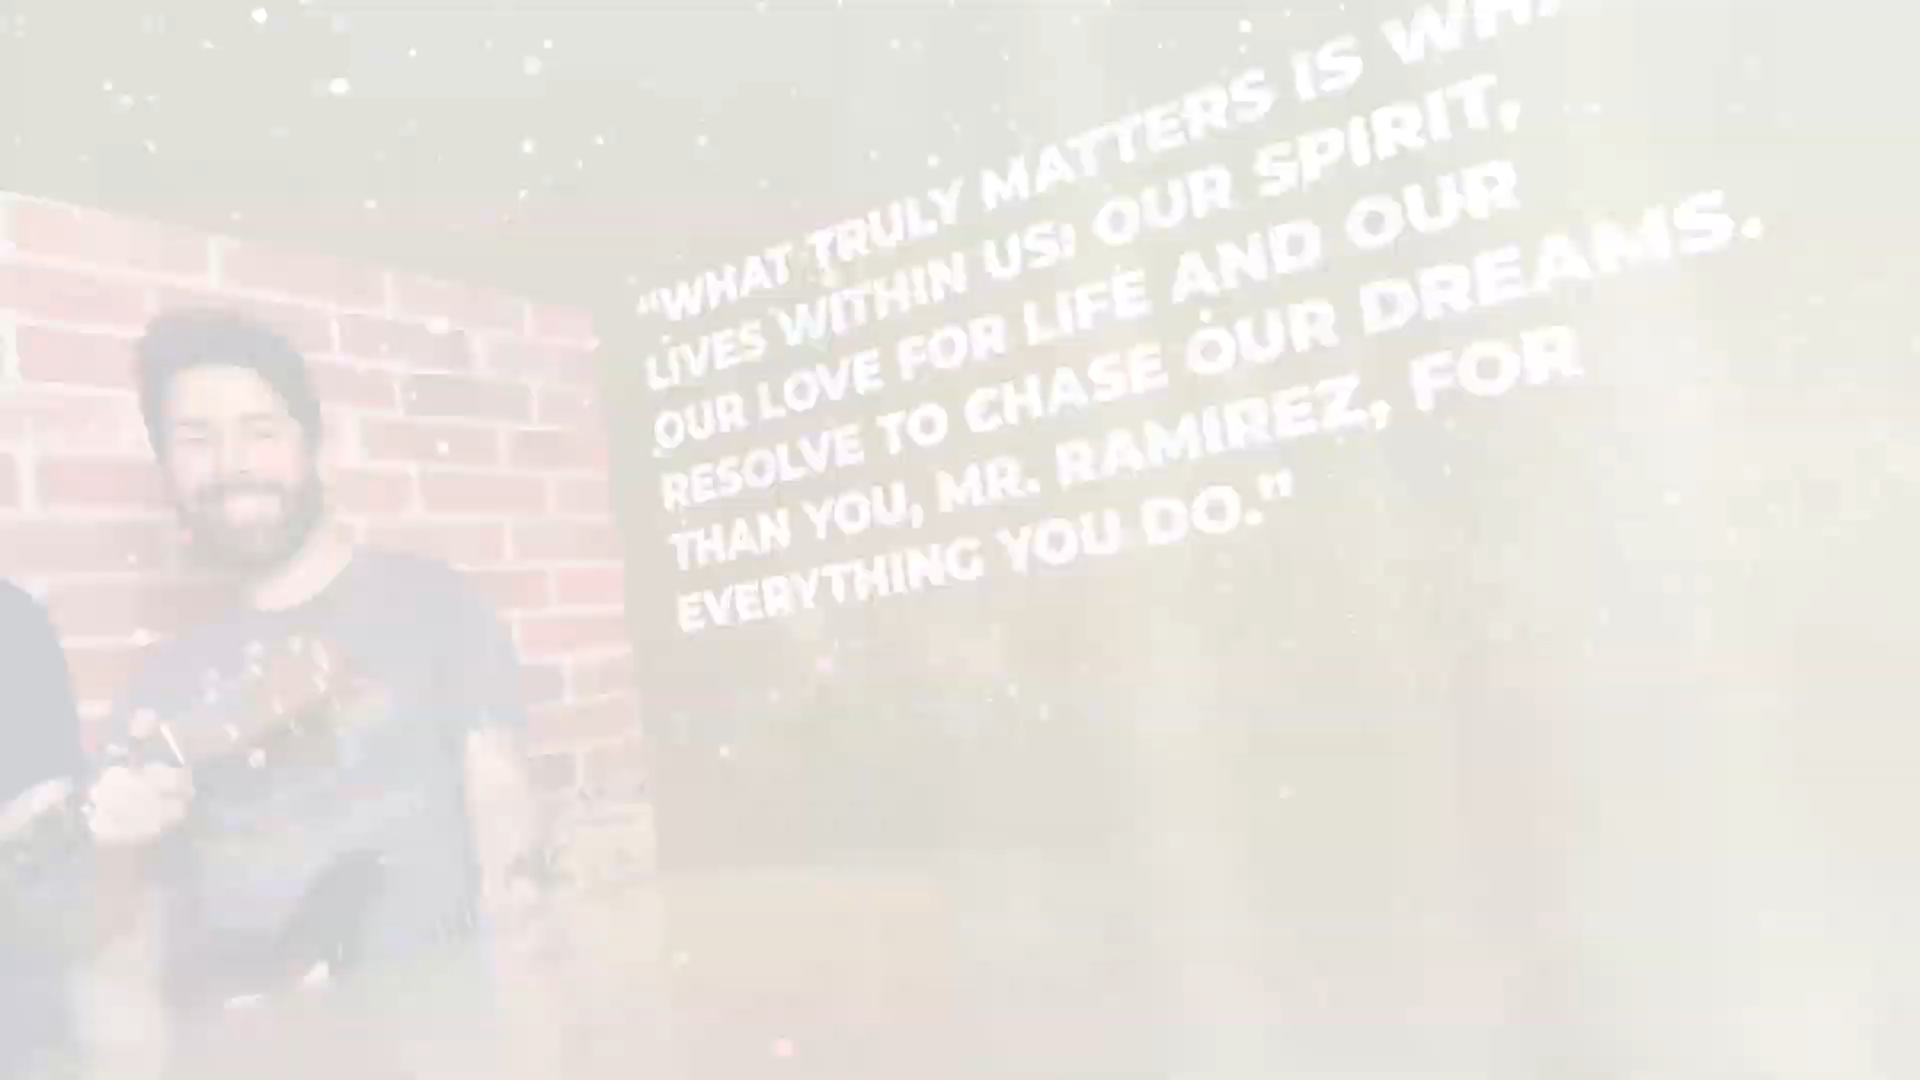 “WHAT TRULY MATTERS IS
LIVES WITHIN US: OUR SPIRIT,
OUR LOVE FOR LIFE AND OUR
RESOLVE TO CHASE OUR DREAMS.
THAN YOU, MR. RAMIREZ, FOR
EVERYTHING YOU DO.”